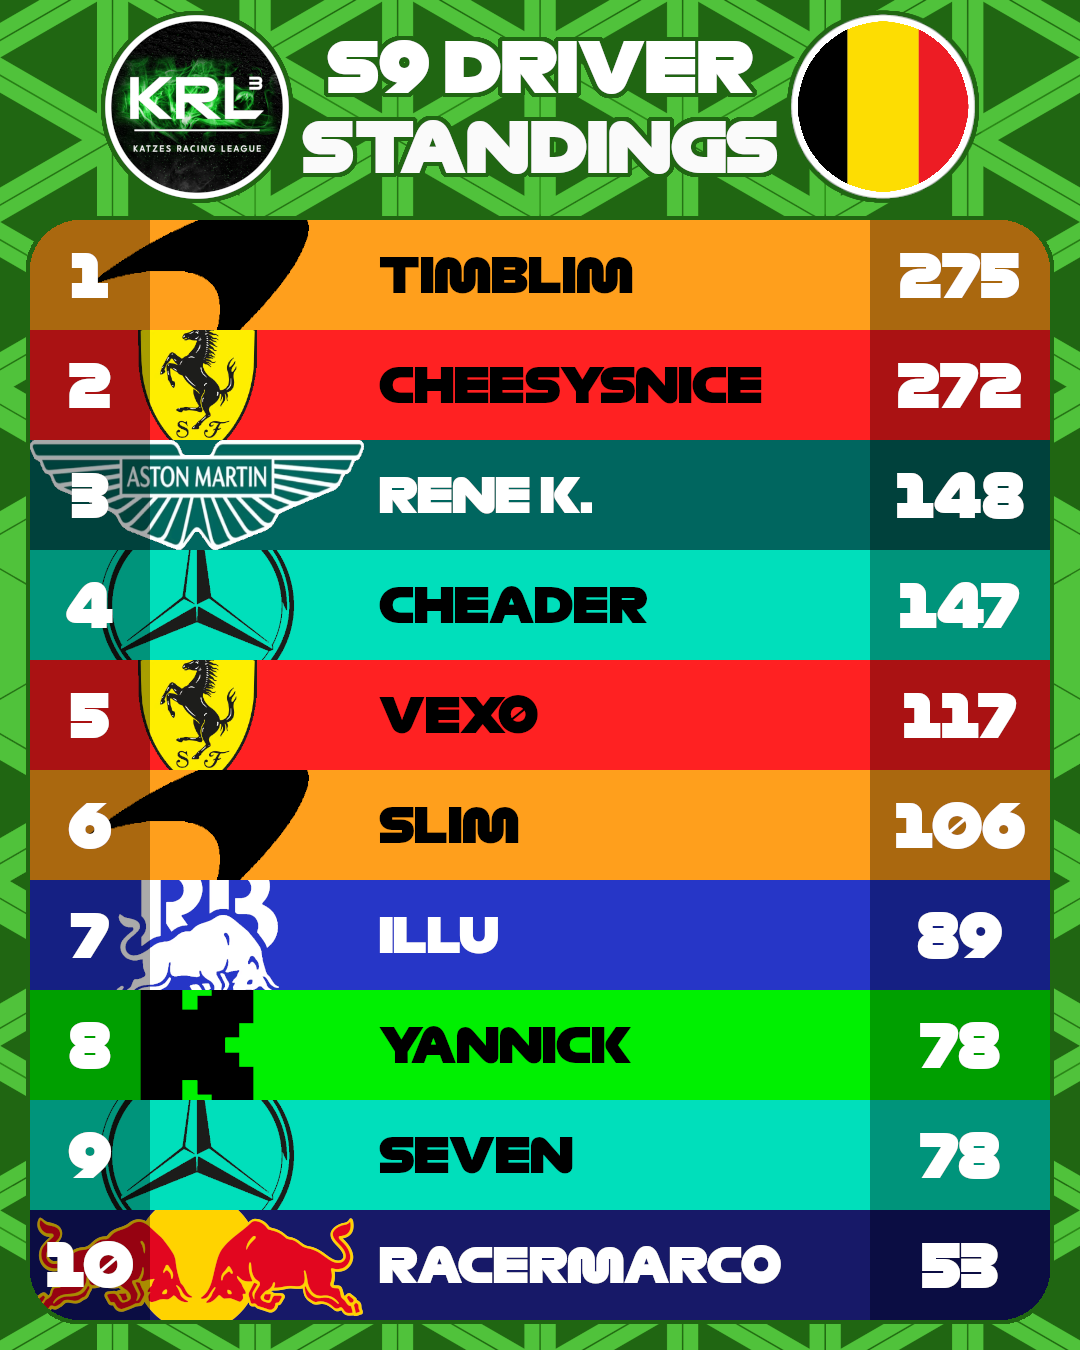 KRL3
KATZES RACING LEAGUE
S9 DRIVER
STANDINGS
1 TIMBLIM 275
2 S F CHEESYSNICE 272
3 ASTON MARTIN RENE K. 148
4 CHEADER 147
5 S F VEXO 117
6 SLIM 106
7 RB ILLU 89
8 K YANNICK 78
9 SEVEN 78
10 RACERMARCO 53